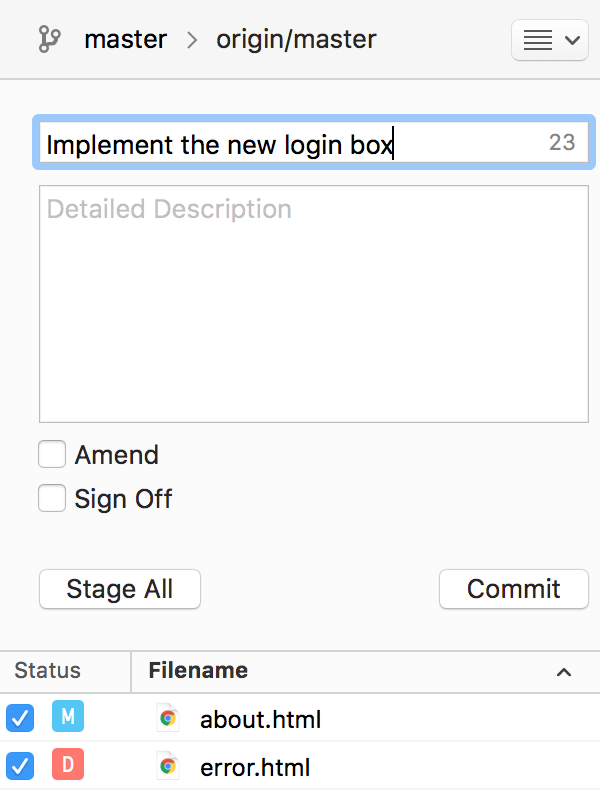 master > origin/master
Implement the new login box 23
Detailed Description
Amend
Sign Off
Stage All Commit
Status Filename
M about.html
D error.html